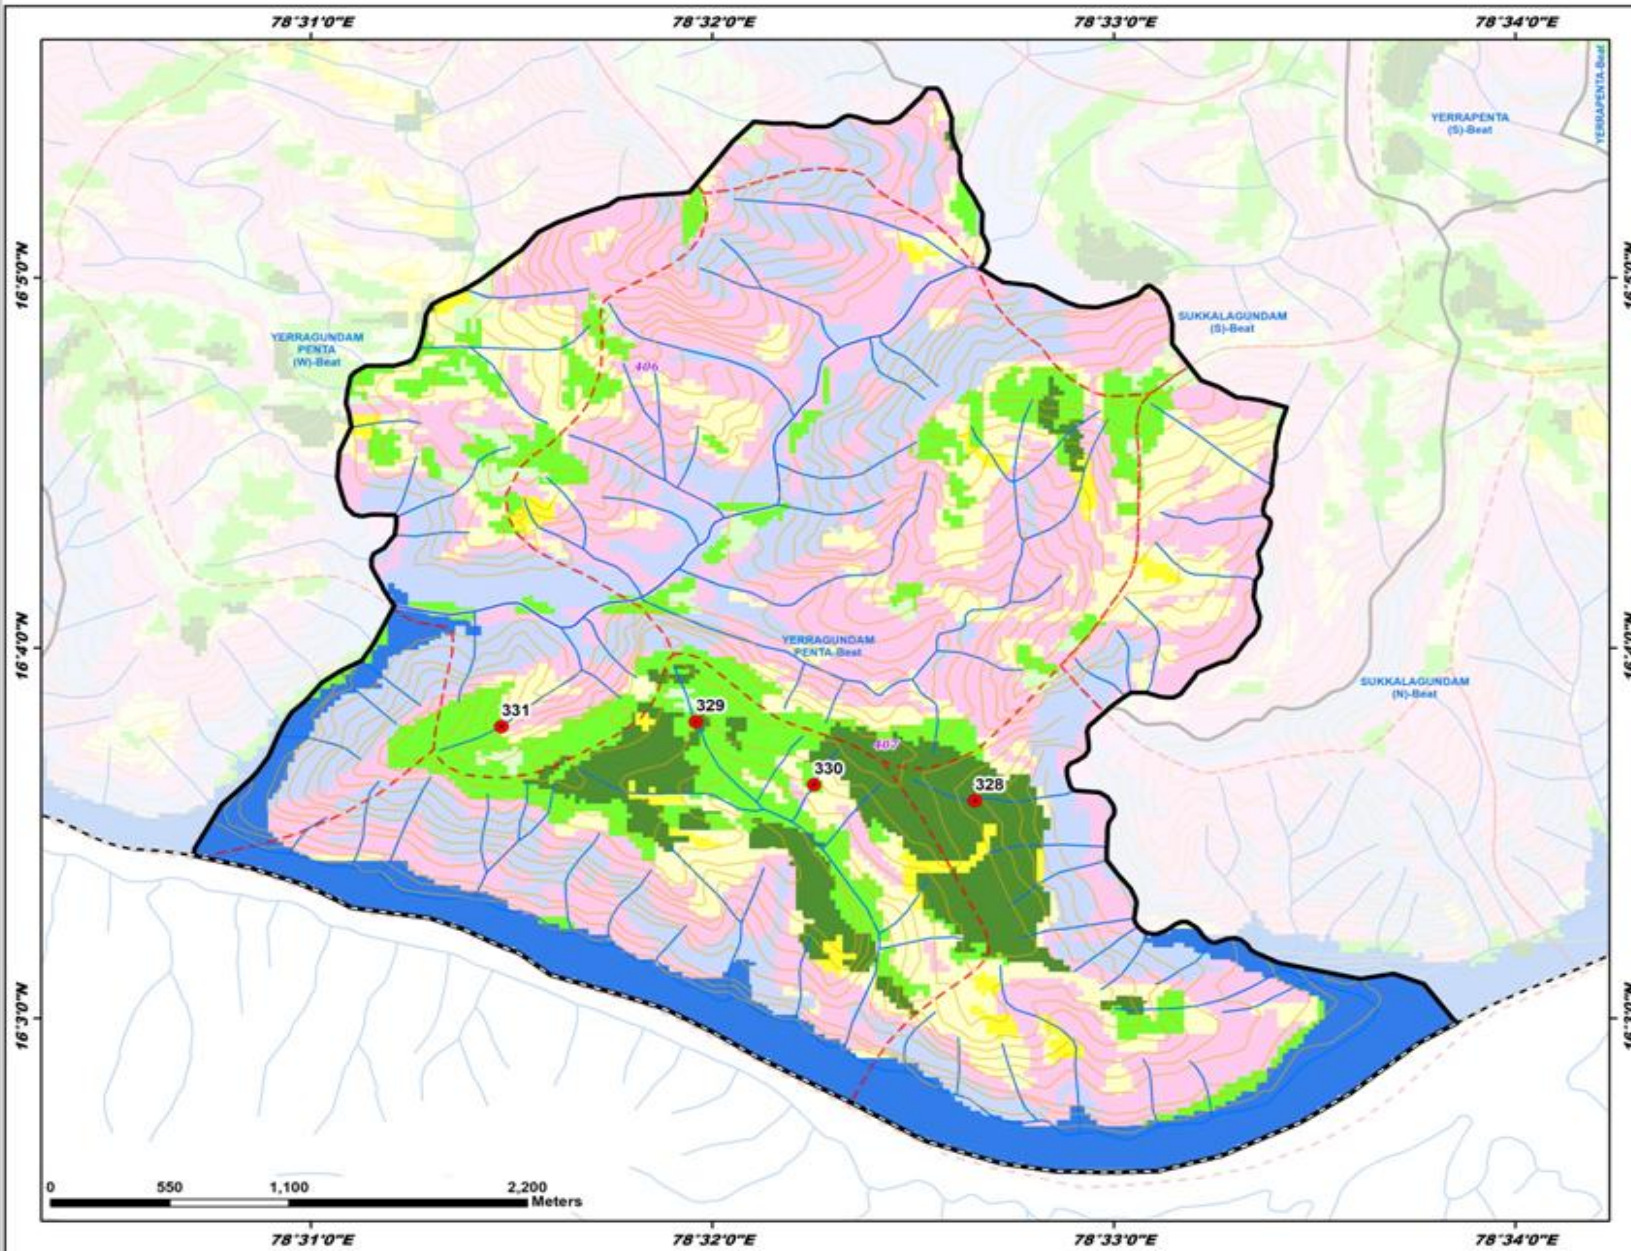 78°31'0"E
78°32'0"E
78°33'0"E
78°34'0"E
YERRAPENTA-Beat
YERRAPENTA
(S)-Beat
16°5'0"N
SUKKALAGUNDAM
(S)-Beat
YERRAGUNDAM
PENTA
(W)-Beat
406
16°4'0"N
YERRAGUNDAM
PENTA-Beat
SUKKALAGUNDAM
(N)-Beat
331
329
407
330
328
16°3'0"N
0
550
1,100
2,200
Meters
78°31'0"E
78°32'0"E
78°33'0"E
78°34'0"E